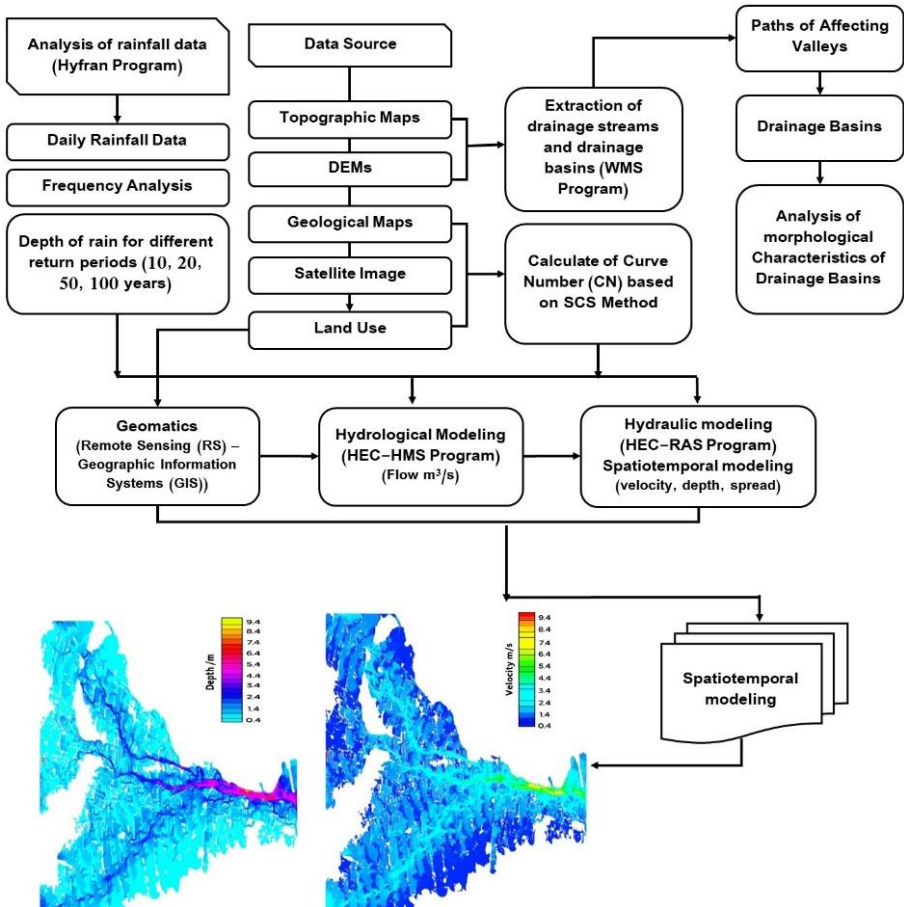 Analysis of rainfall data
(Hyfran Program)
Daily Rainfall Data
Frequency Analysis
Depth of rain for different
return periods (10, 20,
50, 100 years)
Data Source
Topographic Maps
DEMs
Geological Maps
Satellite Image
Land Use
Extraction of
drainage streams
and drainage
basins (WMS
Program)
Calculate of Curve
Number (CN) based
on SCS Method
Paths of Affecting
Valleys
Drainage Basins
Analysis of
morphological
Characteristics of
Drainage Basins
Geomatics
(Remote Sensing (RS) –
Geographic Information
Systems (GIS))
Hydrological Modeling
(HEC–HMS Program)
(Flow m³/s)
Hydraulic modeling
(HEC–RAS Program)
Spatiotemporal modeling
(velocity, depth, spread)
Depth /m
9.4
8.4
7.4
6.4
5.4
4.4
3.4
2.4
1.4
0.4
Velocity m/s
9.4
8.4
7.4
6.4
5.4
4.4
3.4
2.4
1.4
0.4
Spatiotemporal
modeling